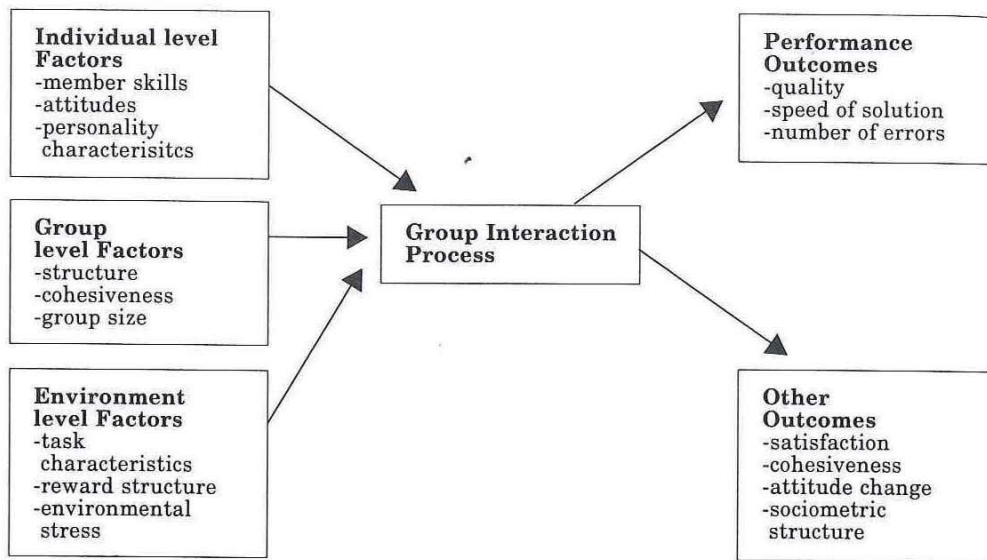 Individual level
Factors
-member skills
-attitudes
-personality
characterisitcs
Group
level Factors
-structure
-cohesiveness
-group size
Environment
level Factors
-task
characteristics
-reward structure
-environmental
stress
Group Interaction
Process
Performance
Outcomes
-quality
-speed of solution
-number of errors
Other
Outcomes
-satisfaction
-cohesiveness
-attitude change
-sociometric
structure